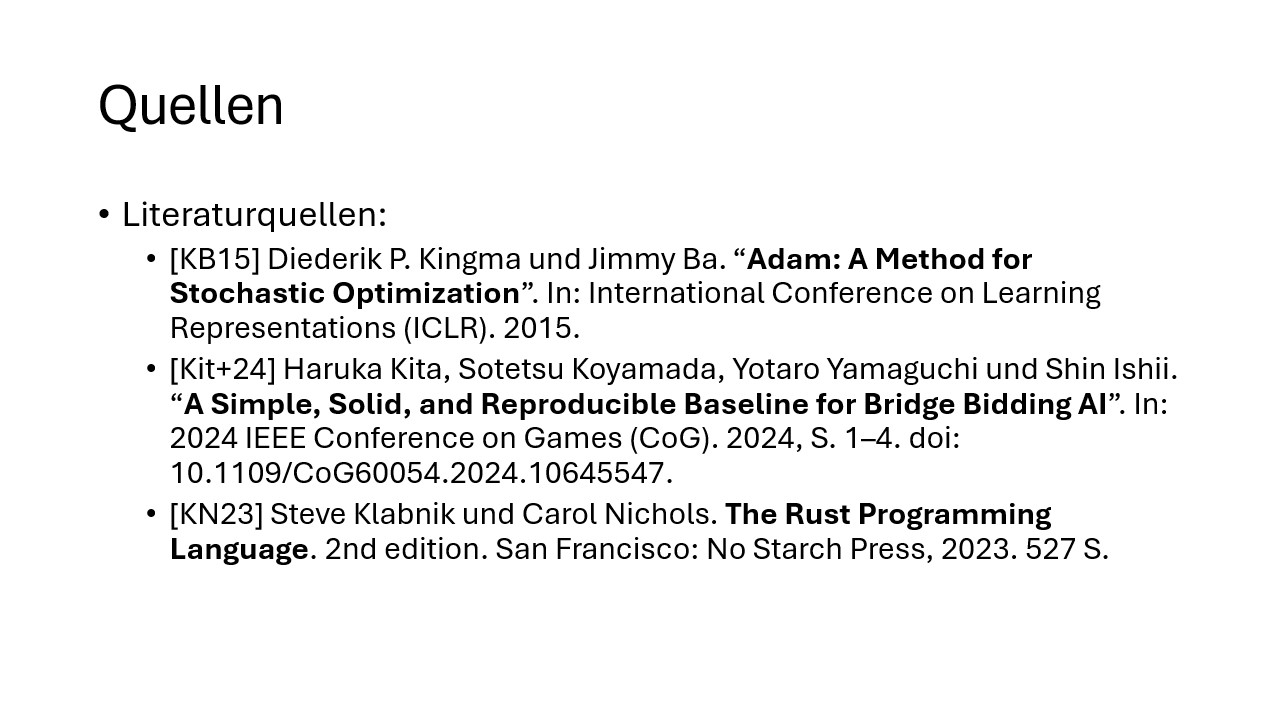 Quellen
• Literaturquellen:
• [KB15] Diederik P. Kingma und Jimmy Ba. “Adam: A Method for
Stochastic Optimization”. In: International Conference on Learning
Representations (ICLR). 2015.
• [Kit+24] Haruka Kita, Sotetsu Koyamada, Yotaro Yamaguchi und Shin Ishii.
“A Simple, Solid, and Reproducible Baseline for Bridge Bidding AI”. In:
2024 IEEE Conference on Games (CoG). 2024, S. 1–4. doi:
10.1109/CoG60054.2024.10645547.
• [KN23] Steve Klabnik und Carol Nichols. The Rust Programming
Language. 2nd edition. San Francisco: No Starch Press, 2023. 527 S.